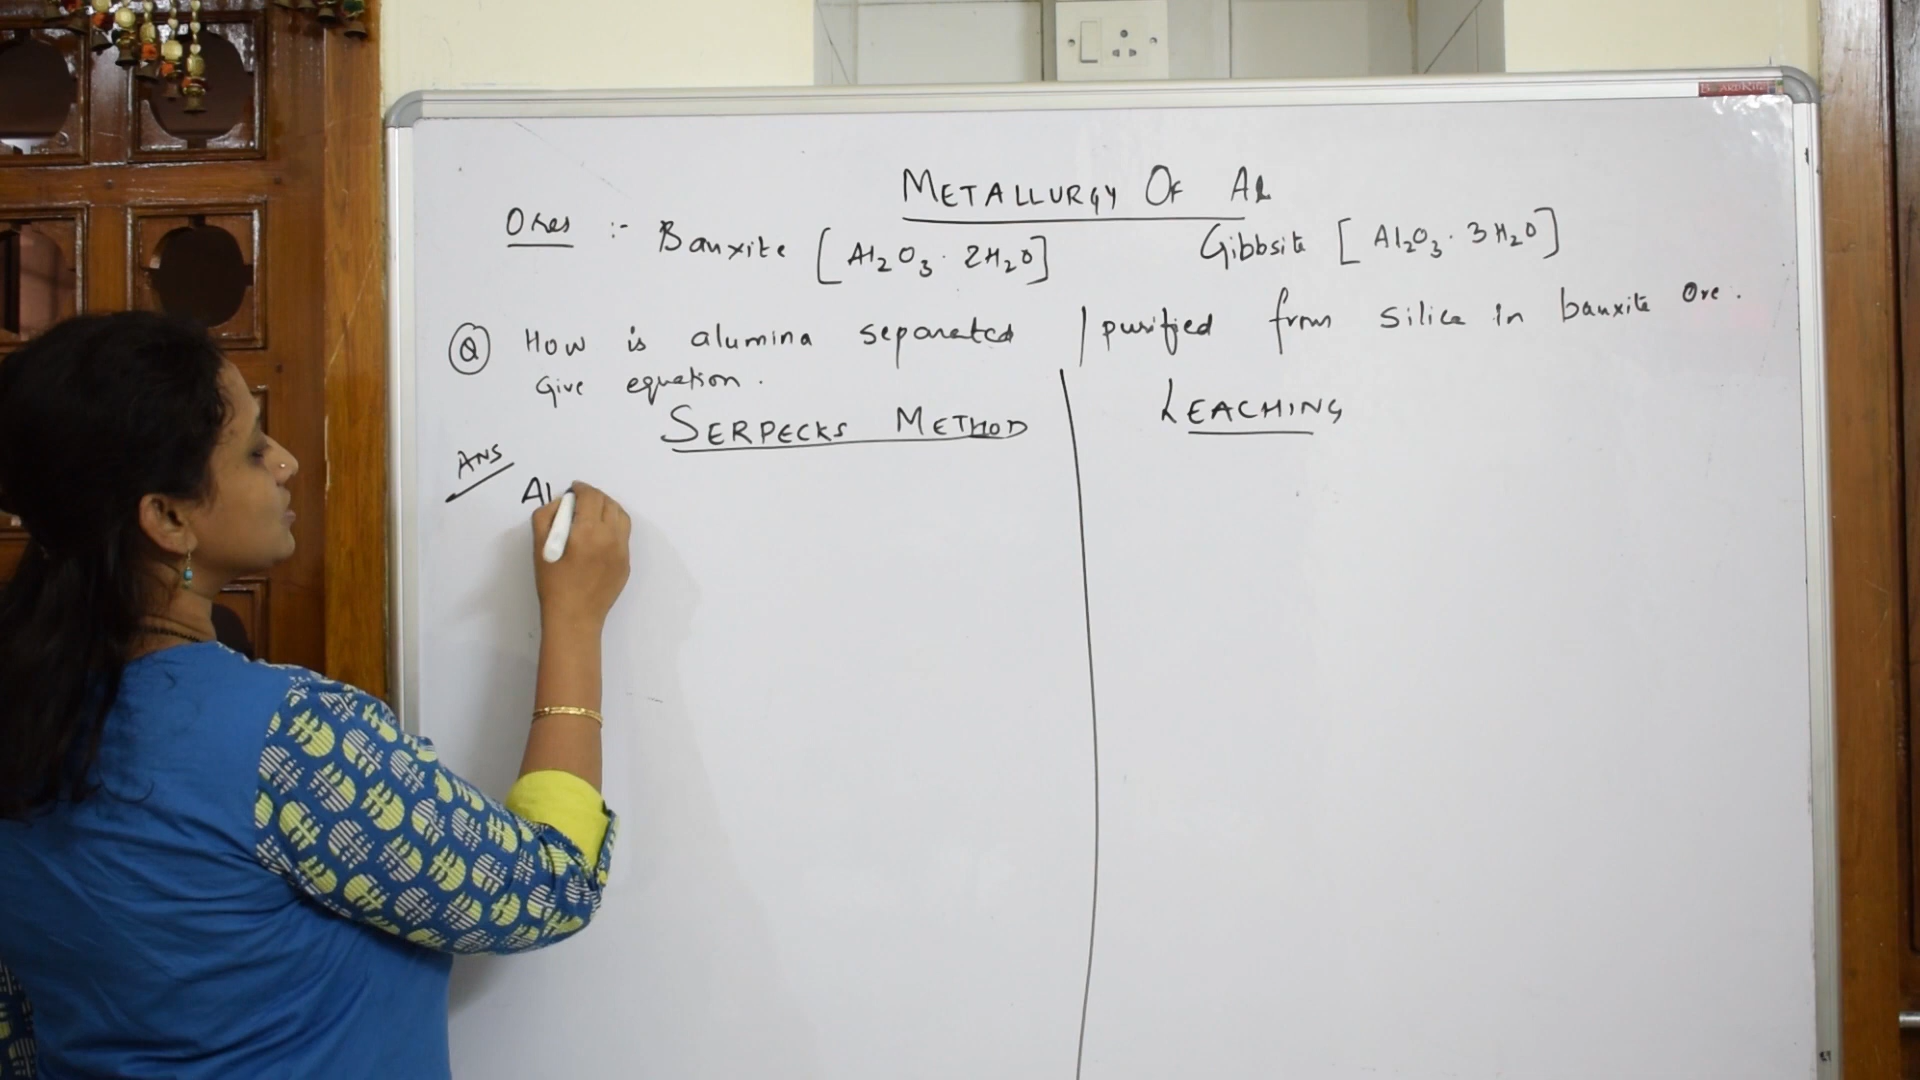 METALLURGY OF Al
Ores :- Bauxite [Al₂O₃ · 2H₂O] Gibbsite [Al₂O₃ · 3H₂O]
Q How is alumina separated / purified from silica in bauxite Ore.
Give equation.
SERPECKS METHOD LEACHING
ANS
Al